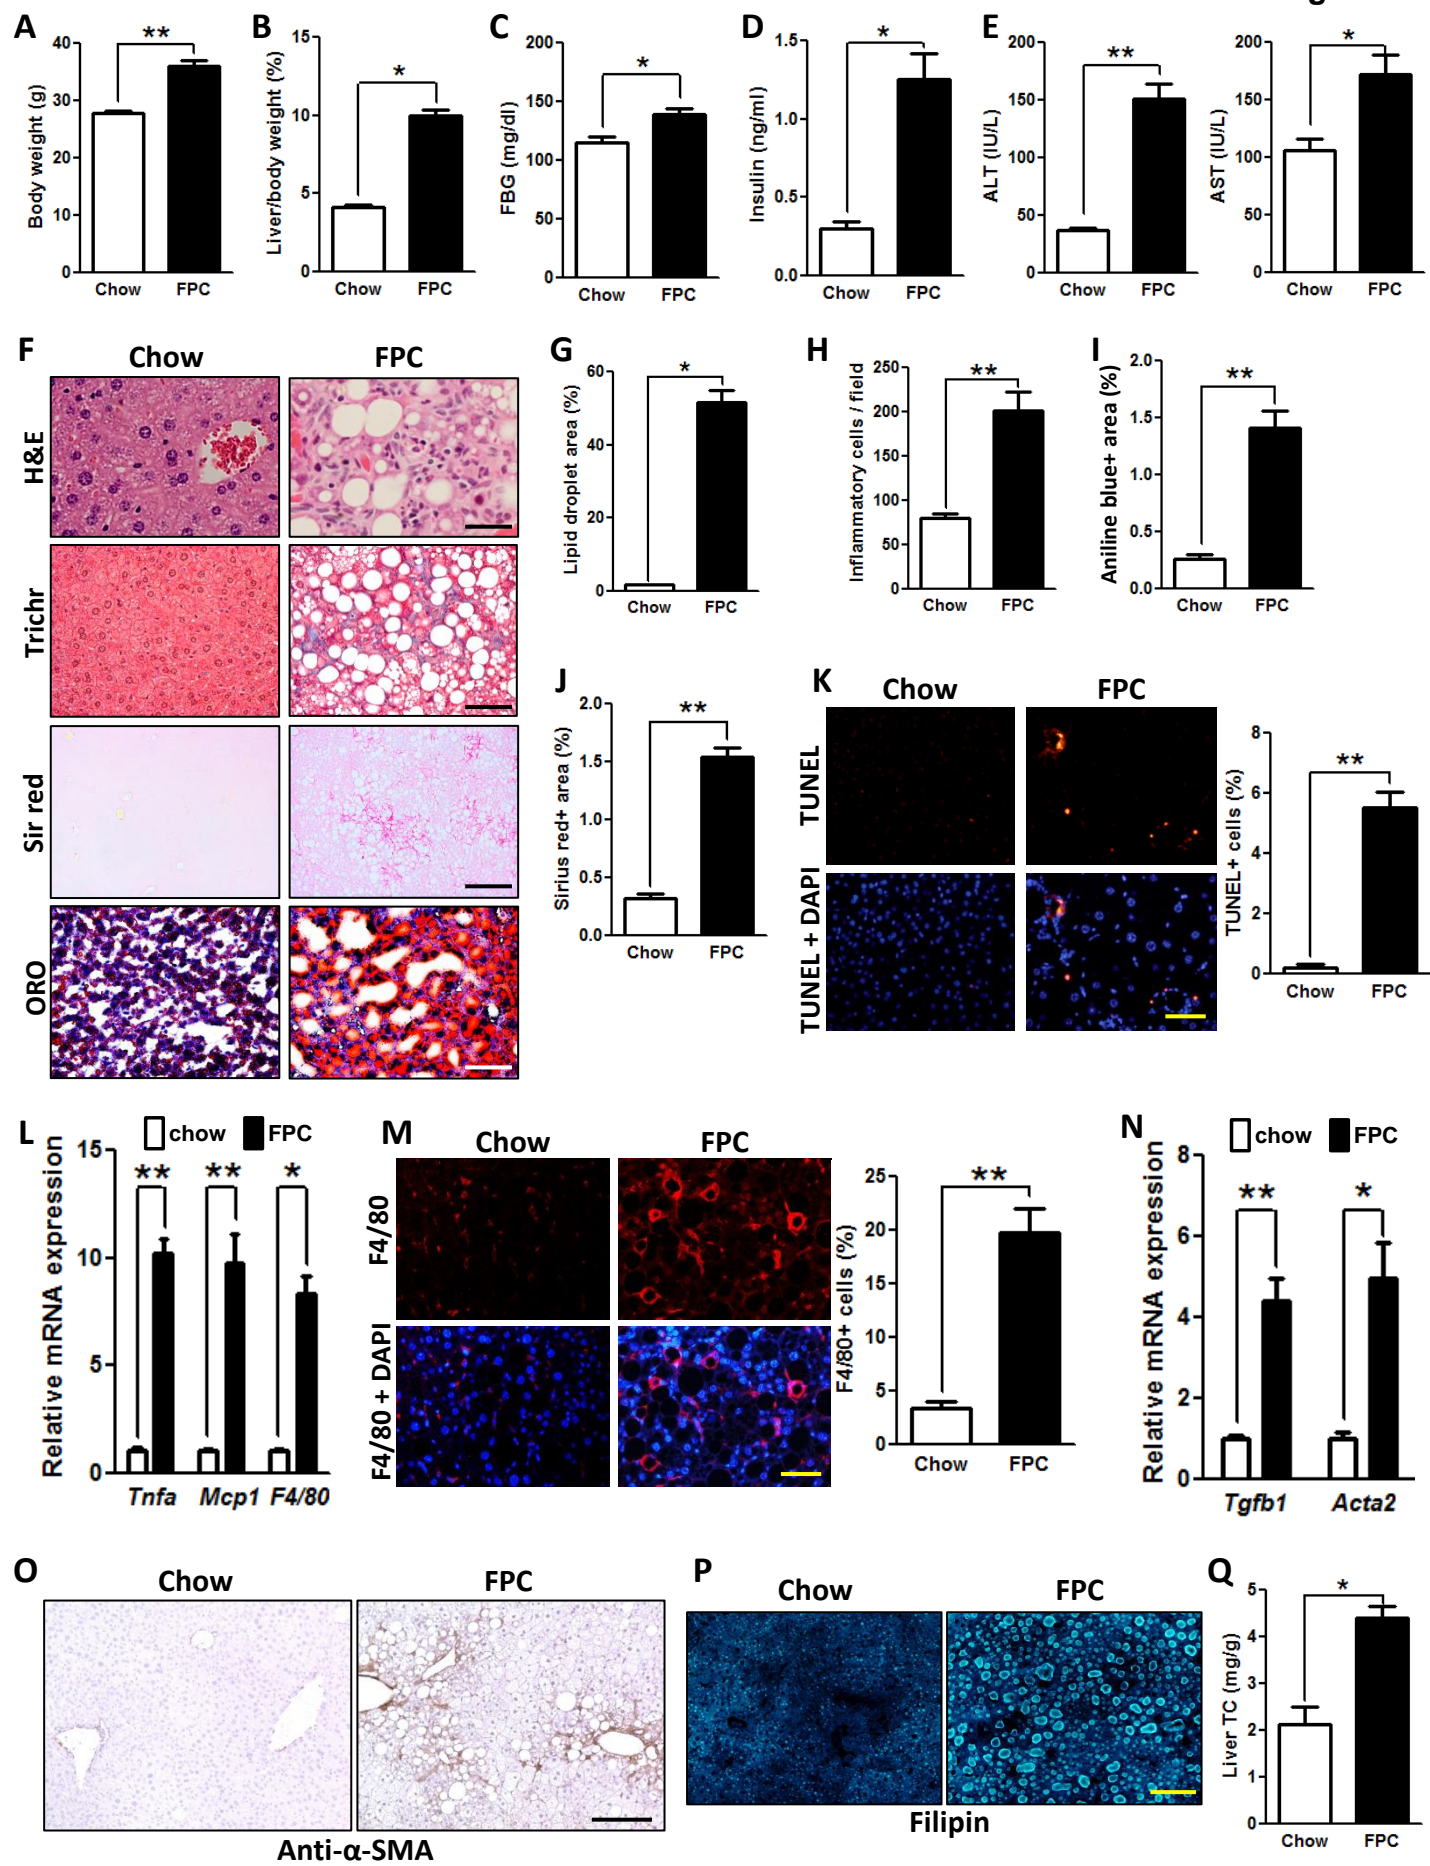 g
A
B
C
D
E
**
Body weight (g)
40
30
20
10
0
Chow FPC
*
Liver/body weight (%)
15
10
5
0
Chow FPC
*
FBG (mg/dl)
200
150
100
50
0
Chow FPC
*
Insulin (ng/ml)
1.5
1.0
0.5
0.0
Chow FPC
**
ALT (IU/L)
200
150
100
50
0
Chow FPC
*
AST (IU/L)
200
150
100
50
0
Chow FPC
F
Chow FPC
H&E
Trichr
Sir red
ORO
G
*
Lipid droplet area (%)
60
40
20
0
Chow FPC
H
**
Inflammatory cells / field
250
200
150
100
50
0
Chow FPC
I
**
Aniline blue+ area (%)
2.0
1.5
1.0
0.5
0.0
Chow FPC
J
**
Sirius red+ area (%)
2.0
1.5
1.0
0.5
0.0
Chow FPC
K
Chow FPC
TUNEL
TUNEL + DAPI
**
TUNEL+ cells (%)
8
6
4
2
0
Chow FPC
L
chow FPC
Relative mRNA expression
15
10
5
0
** ** *
Tnfa Mcp1 F4/80
M
Chow FPC
F4/80
F4/80 + DAPI
**
F4/80+ cells (%)
25
20
15
10
5
0
Chow FPC
N
chow FPC
Relative mRNA expression
8
6
4
2
0
** *
Tgfb1 Acta2
O
Chow FPC
Anti-α-SMA
P
Chow FPC
Filipin
Q
*
Liver TC (mg/g)
5
4
3
2
1
0
Chow FPC